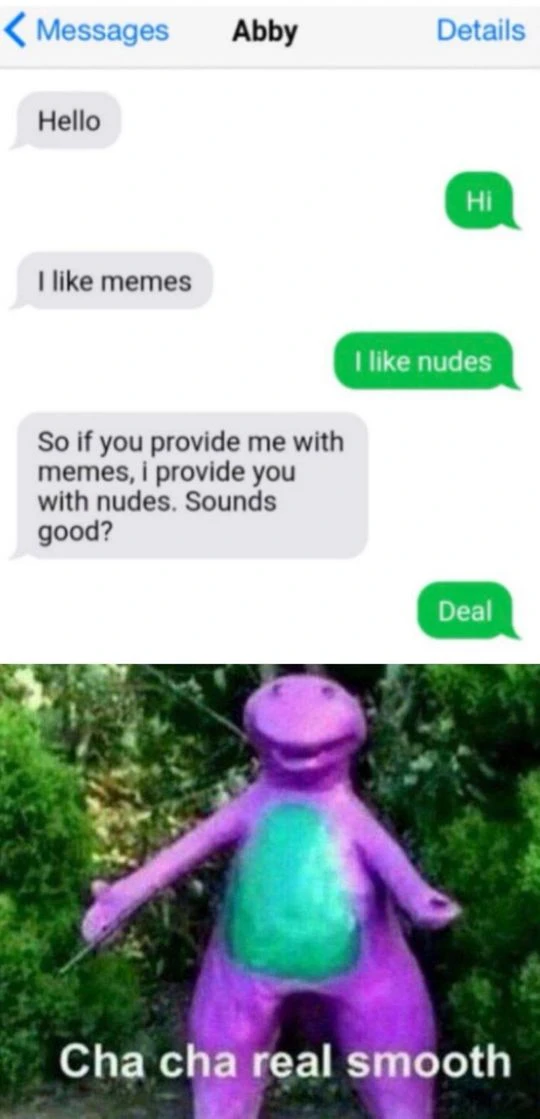 Messages Abby Details
Hello
Hi
I like memes
I like nudes
So if you provide me with
memes, i provide you
with nudes. Sounds
good?
Deal
Cha cha real smooth